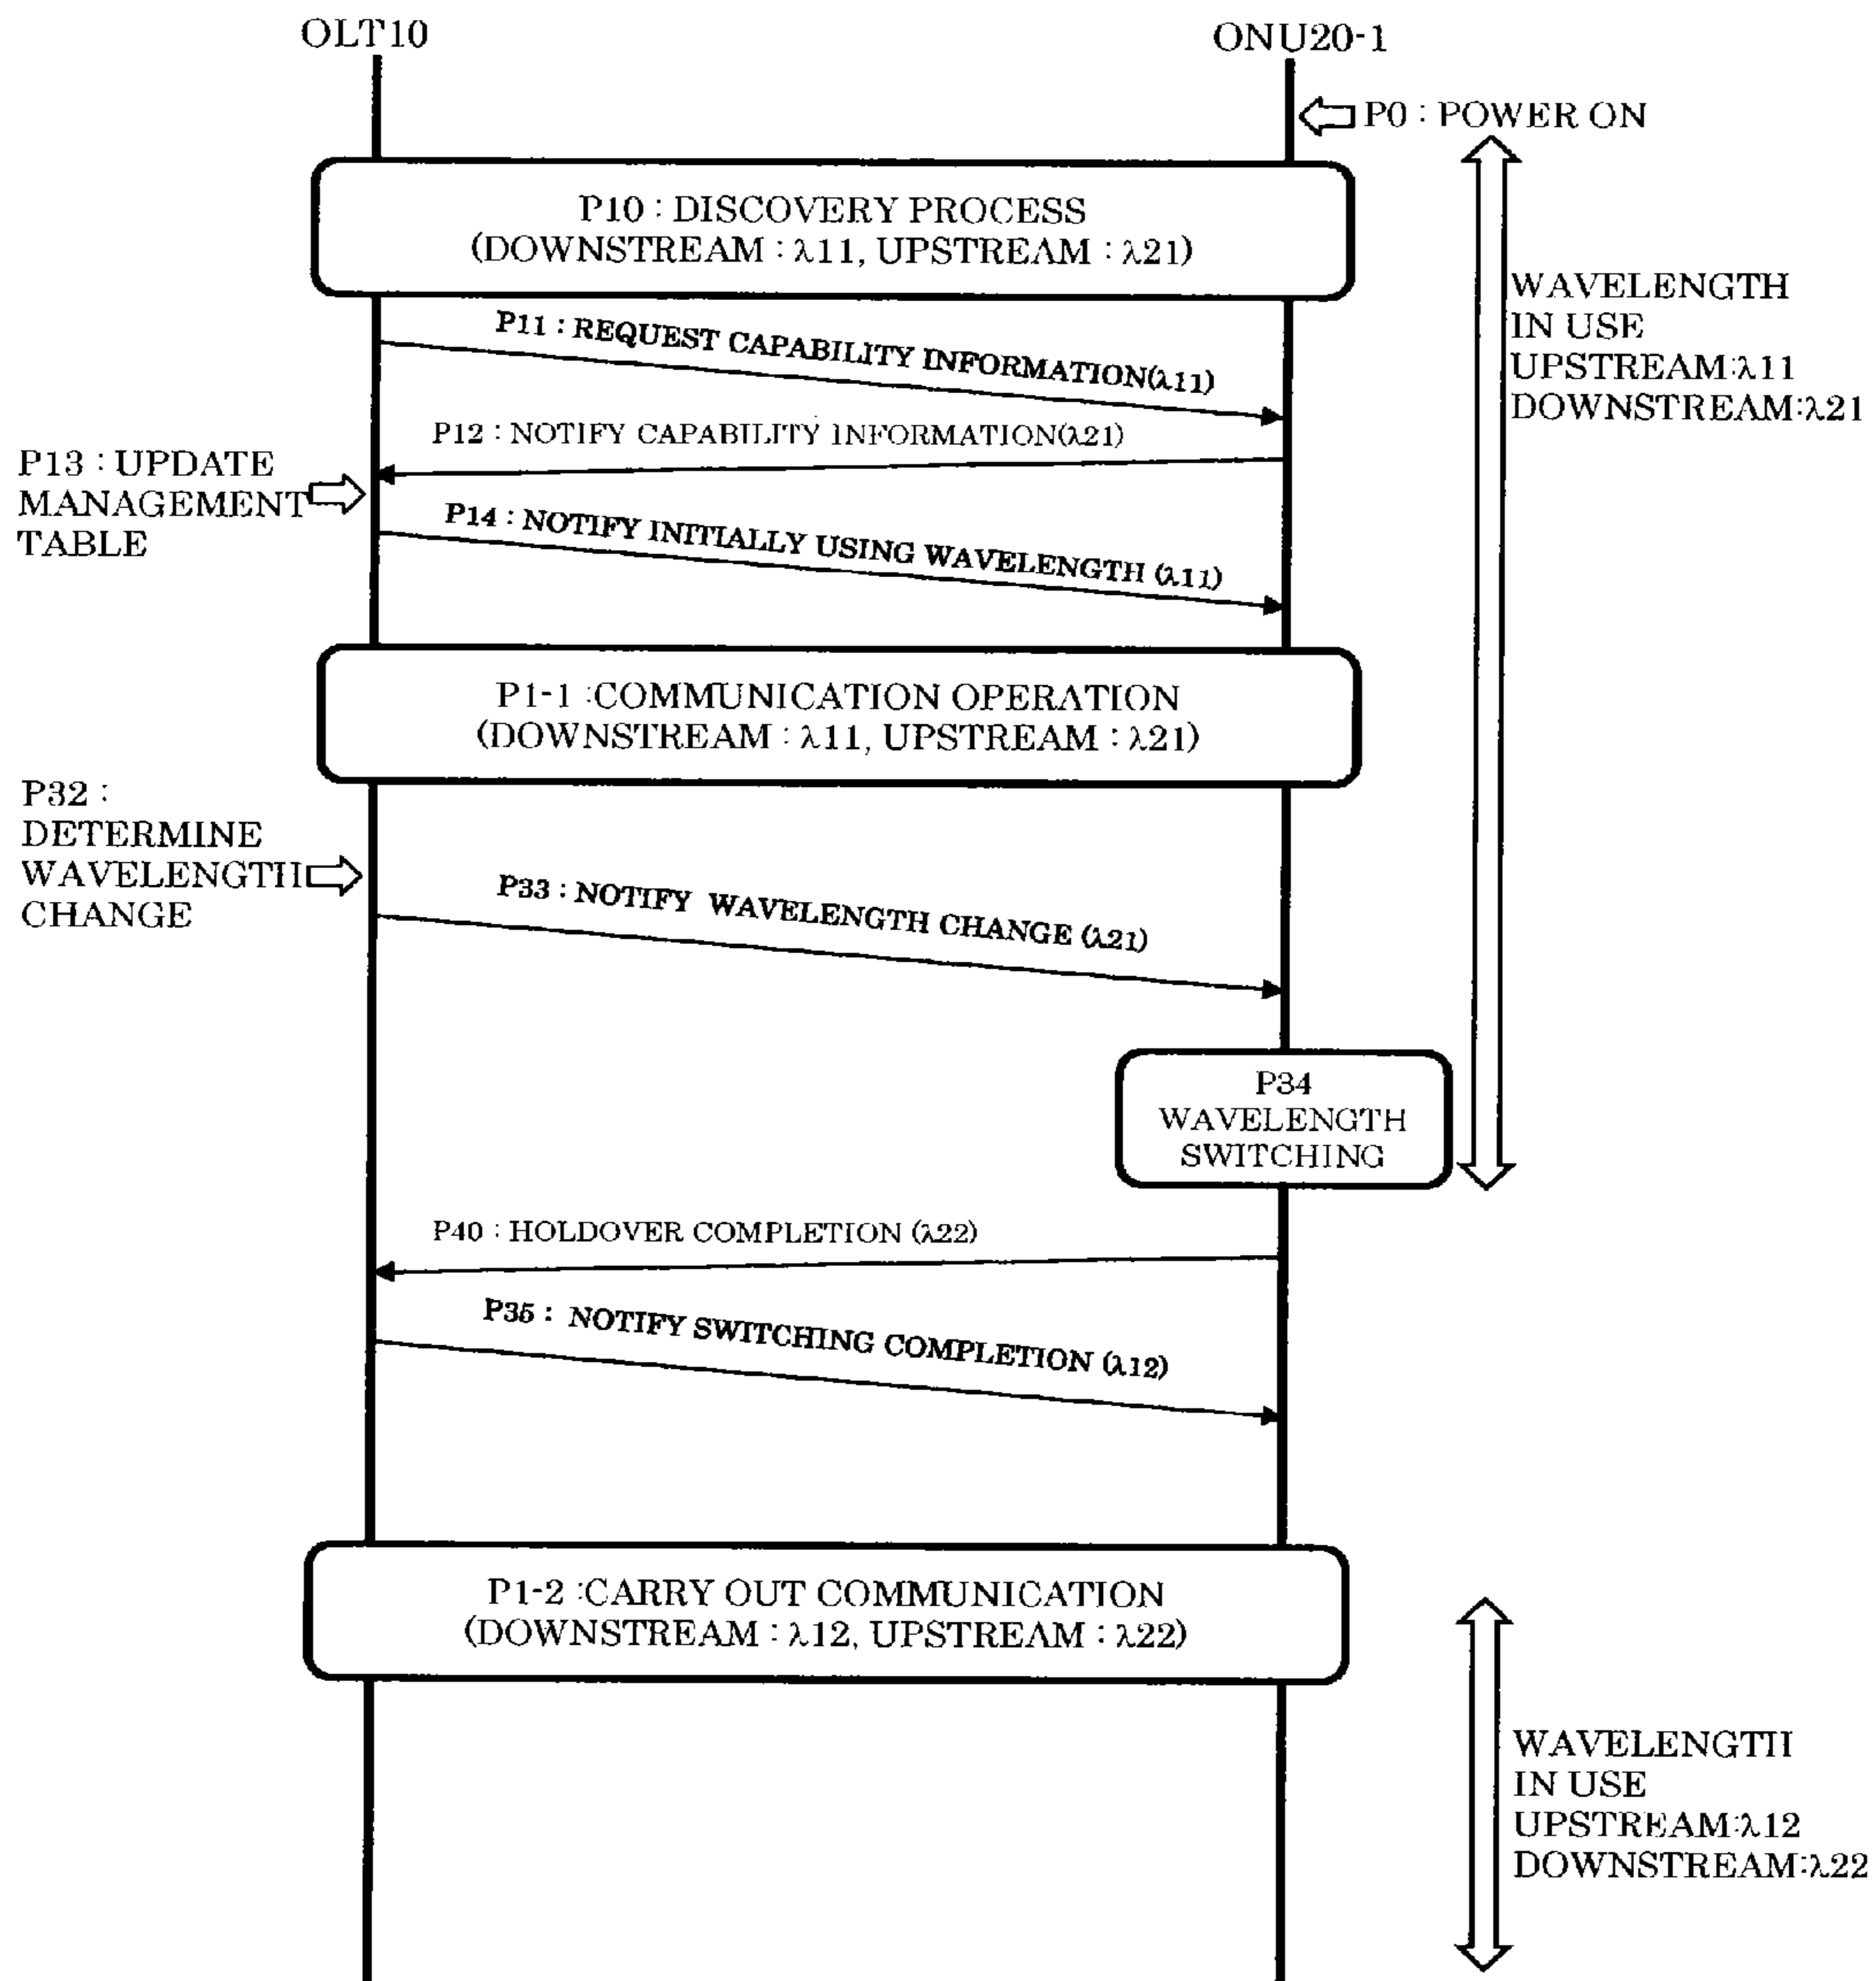 OLT10
ONU20-1
P0 : POWER ON
P10 : DISCOVERY PROCESS
(DOWNSTREAM : λ11, UPSTREAM : λ21)
WAVELENGTH
IN USE
UPSTREAM:λ11
DOWNSTREAM:λ21
P11 : REQUEST CAPABILITY INFORMATION(λ11)
P12 : NOTIFY CAPABILITY INFORMATION(λ21)
P13 : UPDATE
MANAGEMENT
TABLE
P14 : NOTIFY INITIALLY USING WAVELENGTH (λ11)
P1-1 :COMMUNICATION OPERATION
(DOWNSTREAM : λ11, UPSTREAM : λ21)
P32 :
DETERMINE
WAVELENGTH
CHANGE
P33 : NOTIFY WAVELENGTH CHANGE (λ21)
P34
WAVELENGTH
SWITCHING
P40 : HOLDOVER COMPLETION (λ22)
P35 : NOTIFY SWITCHING COMPLETION (λ12)
P1-2 :CARRY OUT COMMUNICATION
(DOWNSTREAM : λ12, UPSTREAM : λ22)
WAVELENGTH
IN USE
UPSTREAM:λ12
DOWNSTREAM:λ22